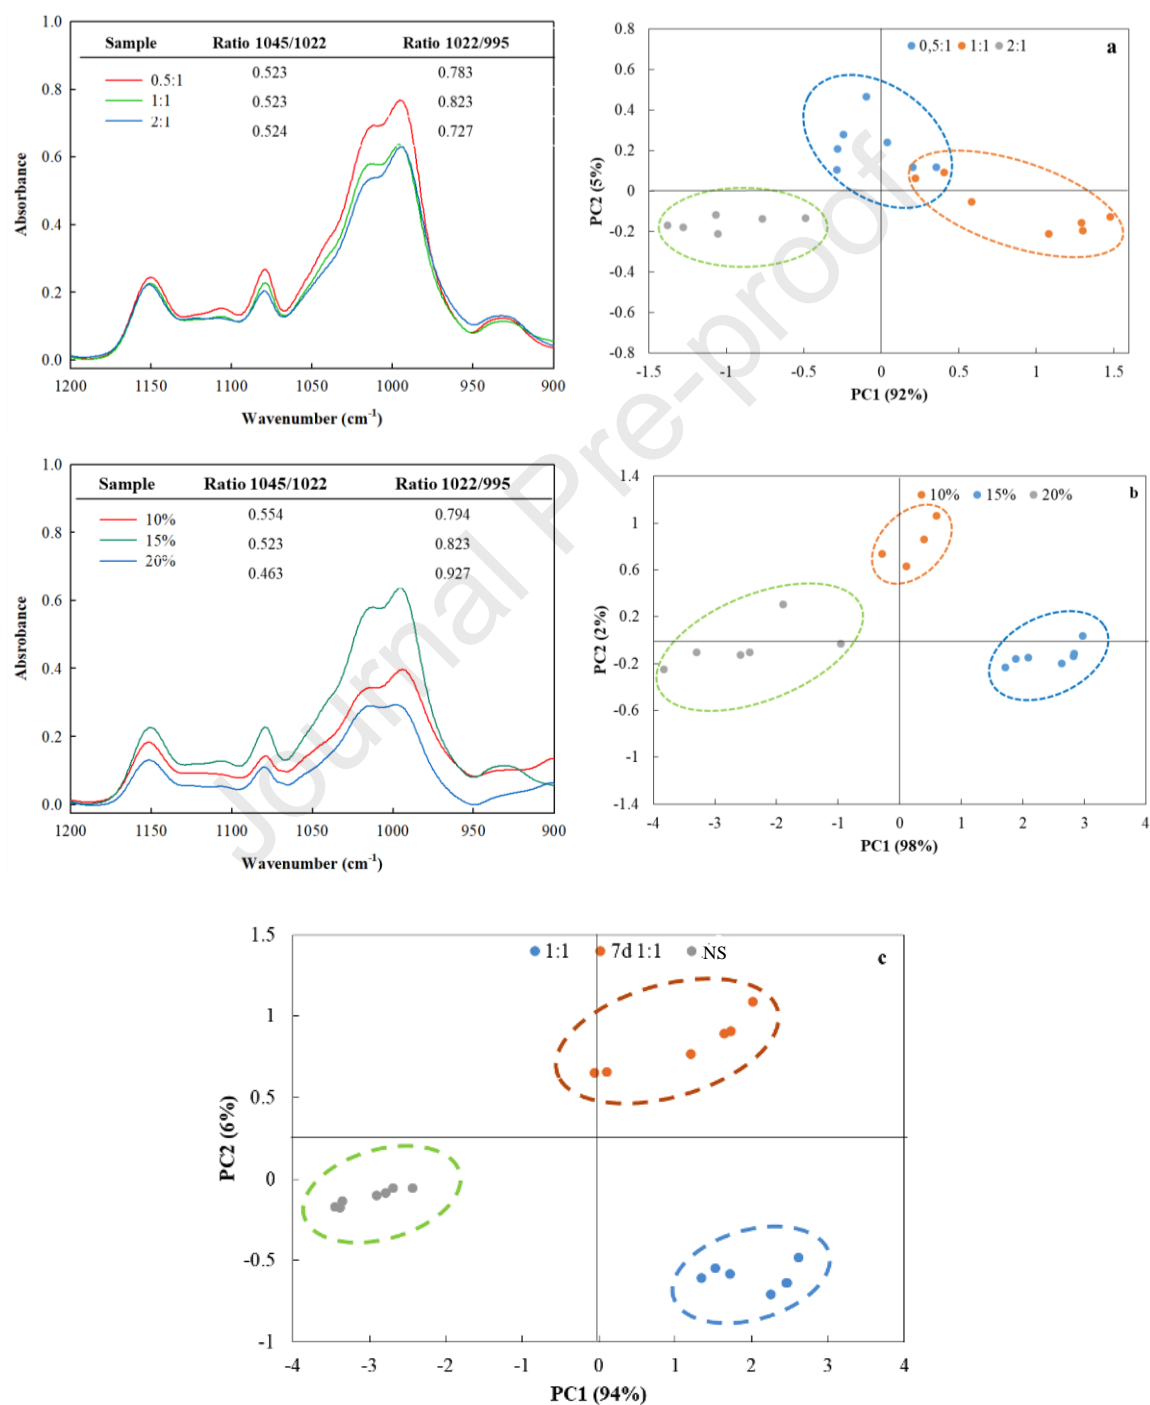 Sample Ratio 1045/1022 Ratio 1022/995
0.5:1 0.523 0.783
1:1 0.523 0.823
2:1 0.524 0.727
1.0
0.8
0.6
0.4
0.2
0.0
Absorbance
1200 1150 1100 1050 1000 950 900
Wavenumber (cm-1)
0,5:1 1:1 2:1 a
0.8
0.6
0.4
0.2
0
-0.2
-0.4
-0.6
-0.8
PC2 (5%)
-1.5 -1 -0.5 0 0.5 1 1.5
PC1 (92%)
Sample Ratio 1045/1022 Ratio 1022/995
10% 0.554 0.794
15% 0.523 0.823
20% 0.463 0.927
1.0
0.8
0.6
0.4
0.2
0.0
Absrobance
1200 1150 1100 1050 1000 950 900
Wavenumber (cm-1)
10% 15% 20% b
1.4
1
0.6
0.2
-0.2
-0.6
-1
-1.4
PC2 (2%)
-4 -3 -2 -1 0 1 2 3 4
PC1 (98%)
1:1 7d 1:1 NS c
1.5
1
0.5
0
-0.5
-1
PC2 (6%)
-4 -3 -2 -1 0 1 2 3 4
PC1 (94%)
Journal Pre-proof